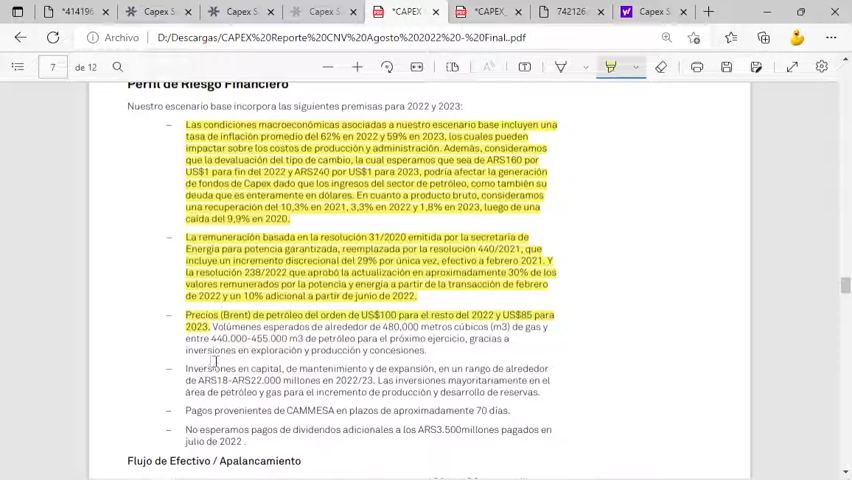 *414196
Capex S
Capex S
Capex S
*CAPEX
*CAPEX_
742126
Capex S
Archivo
D:/Descargas/CAPEX%20Reporte%20CNV%20Agosto%202022%20-%20Final..pdf
7
de 12
Perfil de Riesgo Financiero
Nuestro escenario base incorpora las siguientes premisas para 2022 y 2023:
– Las condiciones macroeconómicas asociadas a nuestro escenario base incluyen una
tasa de inflación promedio del 62% en 2022 y 59% en 2023, los cuales pueden
impactar sobre los costos de producción y administración. Además, consideramos
que la devaluación del tipo de cambio, la cual esperamos que sea de ARS160 por
US$1 para fin del 2022 y ARS240 por US$1 para 2023, podría afectar la generación
de fondos de Capex dado que los ingresos del sector de petróleo, como también su
deuda que es enteramente en dólares. En cuanto a producto bruto, consideramos
una recuperación del 10,3% en 2021, 3,3% en 2022 y 1,8% en 2023, luego de una
caída del 9,9% en 2020.
– La remuneración basada en la resolución 31/2020 emitida por la secretaría de
Energía para potencia garantizada, reemplazada por la resolución 440/2021, que
incluye un incremento discrecional del 29% por única vez, efectivo a febrero 2021. Y
la resolución 238/2022 que aprobó la actualización en aproximadamente 30% de los
valores remunerados por la potencia y energía a partir de la transacción de febrero
de 2022 y un 10% adicional a partir de junio de 2022.
– Precios (Brent) de petróleo del orden de US$100 para el resto del 2022 y US$85 para
2023. Volúmenes esperados de alrededor de 480,000 metros cúbicos (m3) de gas y
entre 440.000-455.000 m3 de petróleo para el próximo ejercicio, gracias a
inversiones en exploración y producción y concesiones.
– Inversiones en capital, de mantenimiento y de expansión, en un rango de alrededor
de ARS18-ARS22.000 millones en 2022/23. Las inversiones mayoritariamente en el
área de petróleo y gas para el incremento de producción y desarrollo de reservas.
– Pagos provenientes de CAMMESA en plazos de aproximadamente 70 días.
– No esperamos pagos de dividendos adicionales a los ARS3.500millones pagados en
julio de 2022 .
Flujo de Efectivo / Apalancamiento